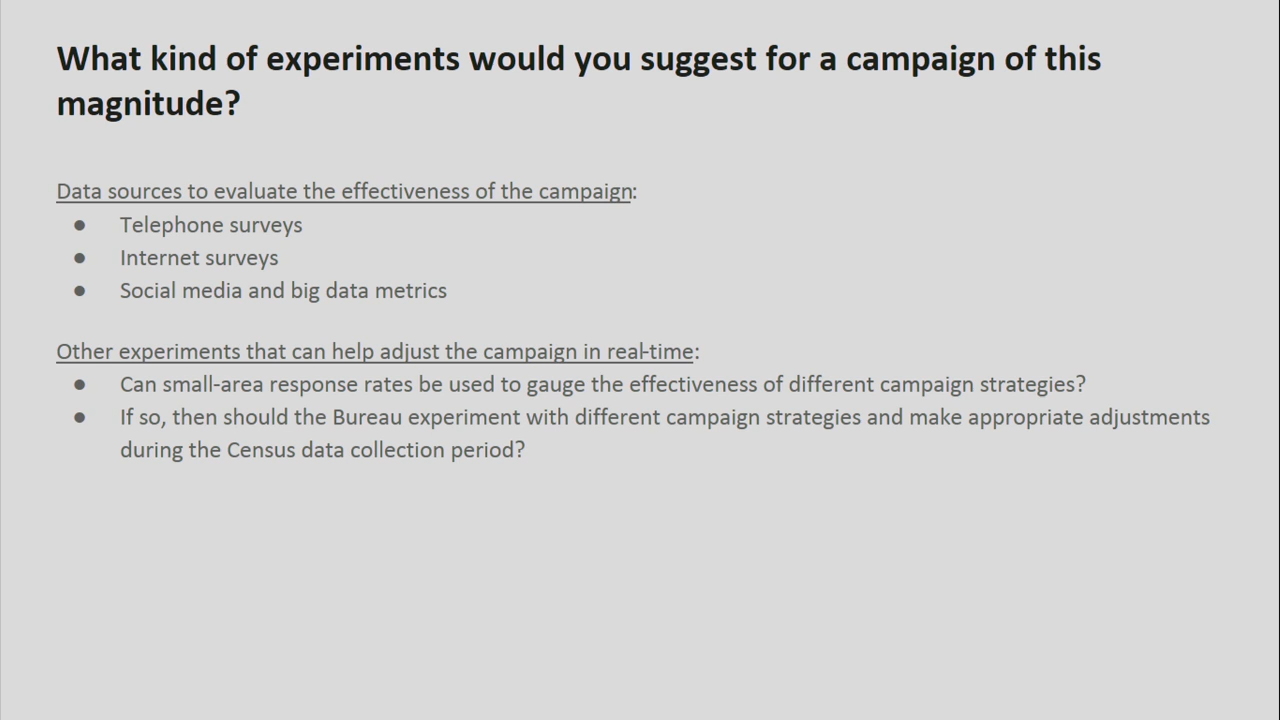 What kind of experiments would you suggest for a campaign of this
magnitude?
Data sources to evaluate the effectiveness of the campaign:
● Telephone surveys
● Internet surveys
● Social media and big data metrics
Other experiments that can help adjust the campaign in real-time:
● Can small-area response rates be used to gauge the effectiveness of different campaign strategies?
● If so, then should the Bureau experiment with different campaign strategies and make appropriate adjustments
during the Census data collection period?